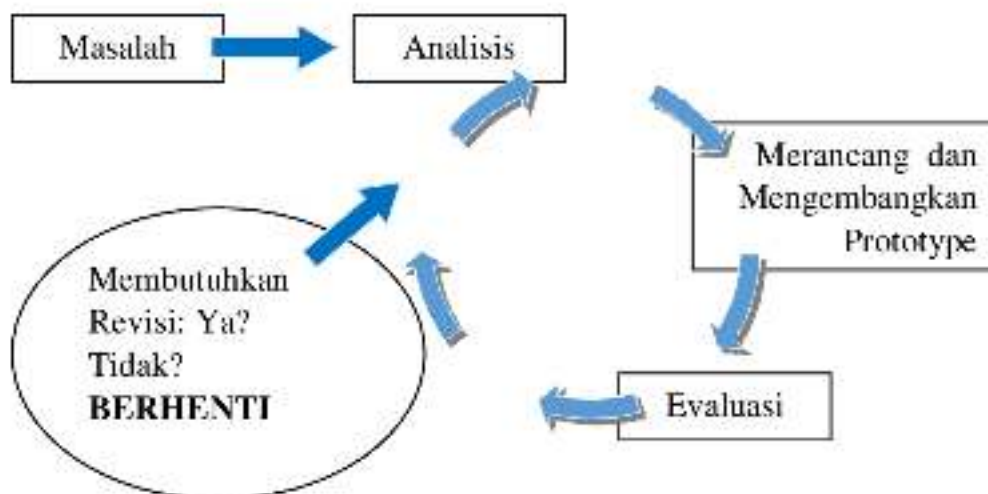 Masalah
Analisis
Merancang dan
Mengembangkan
Prototype
Evaluasi
Membutuhkan
Revisi: Ya?
Tidak?
BERHENTI